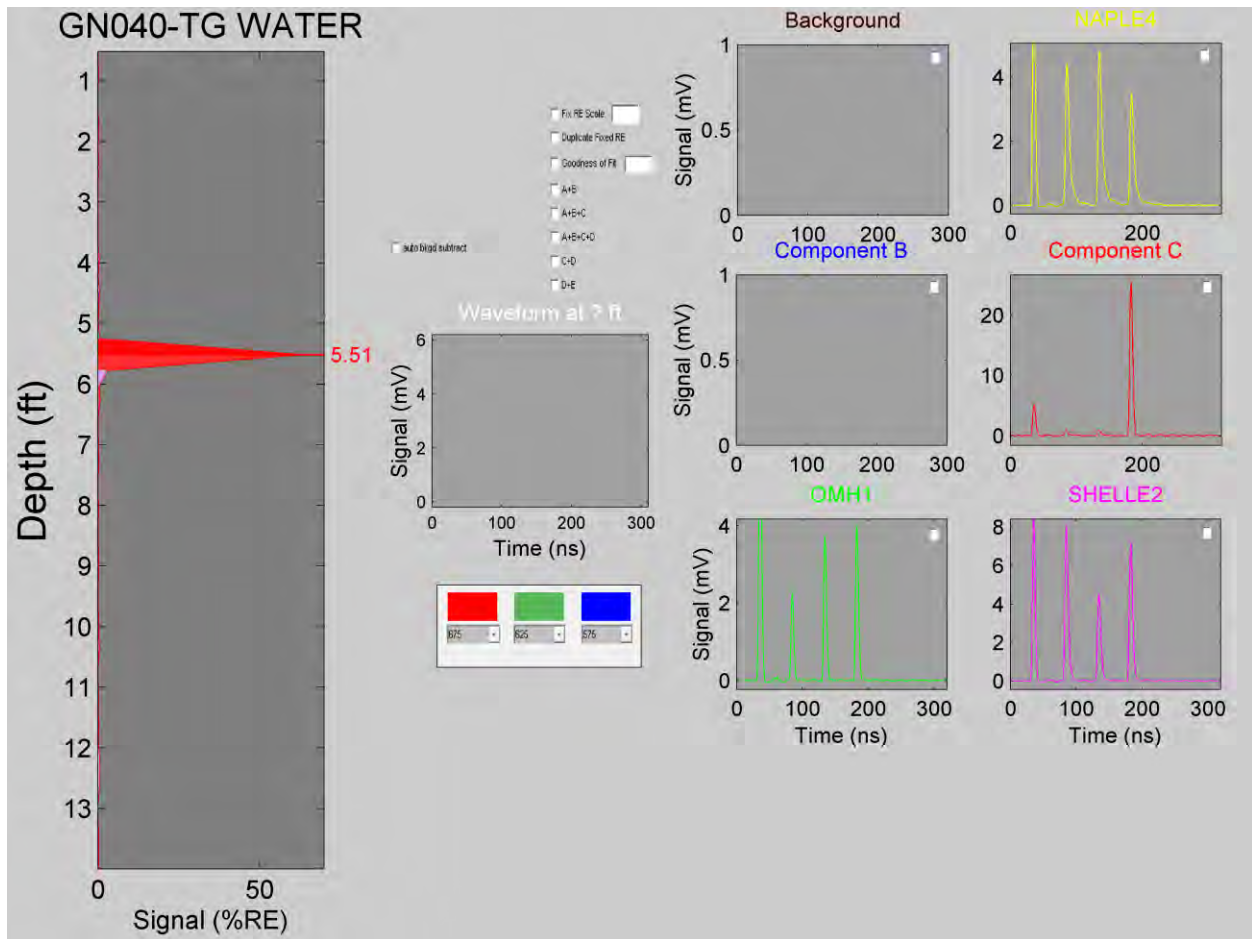 GN040-TG WATER
Depth (ft)
1
2
3
4
5
6
7
8
9
10
11
12
13
5.51
0
50
Signal (%RE)
Fix RE Scale
Duplicate Fixed RE
Goodness of Fit
A+B
A+B+C
A+B+C+D
C+D
D+E
auto bkgd subtract
Waveform at ? ft
Signal (mV)
6
4
2
0
0 100 200 300
Time (ns)
675
625
575
Background
Signal (mV)
1
0.5
0
0 100 200 300
NAPLE4
4
2
0
0 200
Component B
Signal (mV)
1
0.5
0
0 100 200 300
Component C
20
10
0
0 200
OMH1
Signal (mV)
4
2
0
0 100 200 300
Time (ns)
SHELLE2
8
6
4
2
0
0 100 200 300
Time (ns)